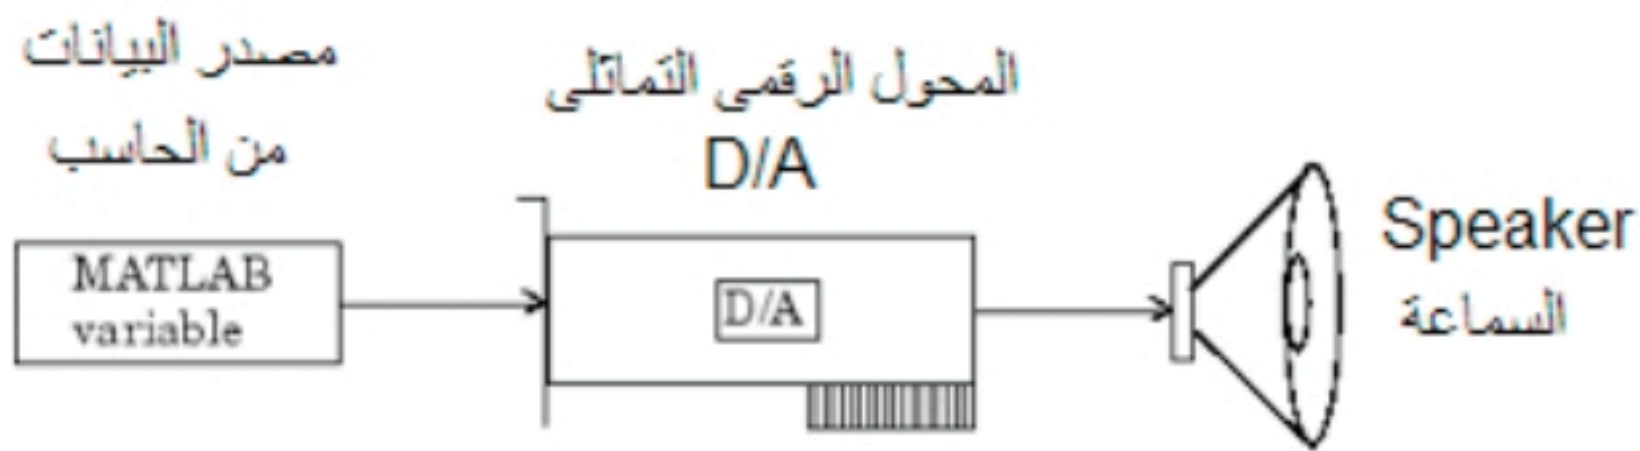 مصدر البيانات
من الحاسب
MATLAB
variable
المحول الرقمى التماثلى
D/A
D/A
Speaker
السماعة